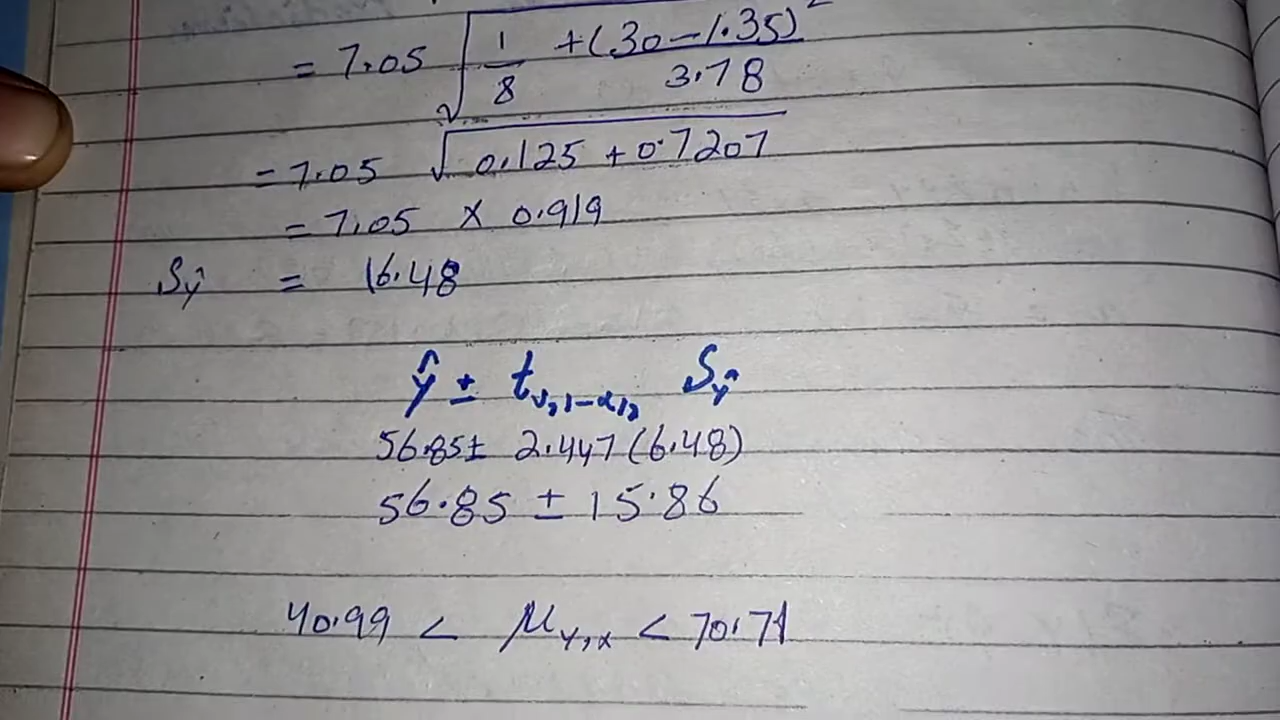 = 7.05 √ 1/8 + (30-1.35)²/3.78
= 7.05 √ 0.125 + 0.7207
= 7.05 × 0.919
Sŷ = 16.48
ŷ ± t ν,1-α/2 Sŷ
56.85 ± 2.447 (6.48)
56.85 ± 15.86
40.99 < μ Y,x < 70.71